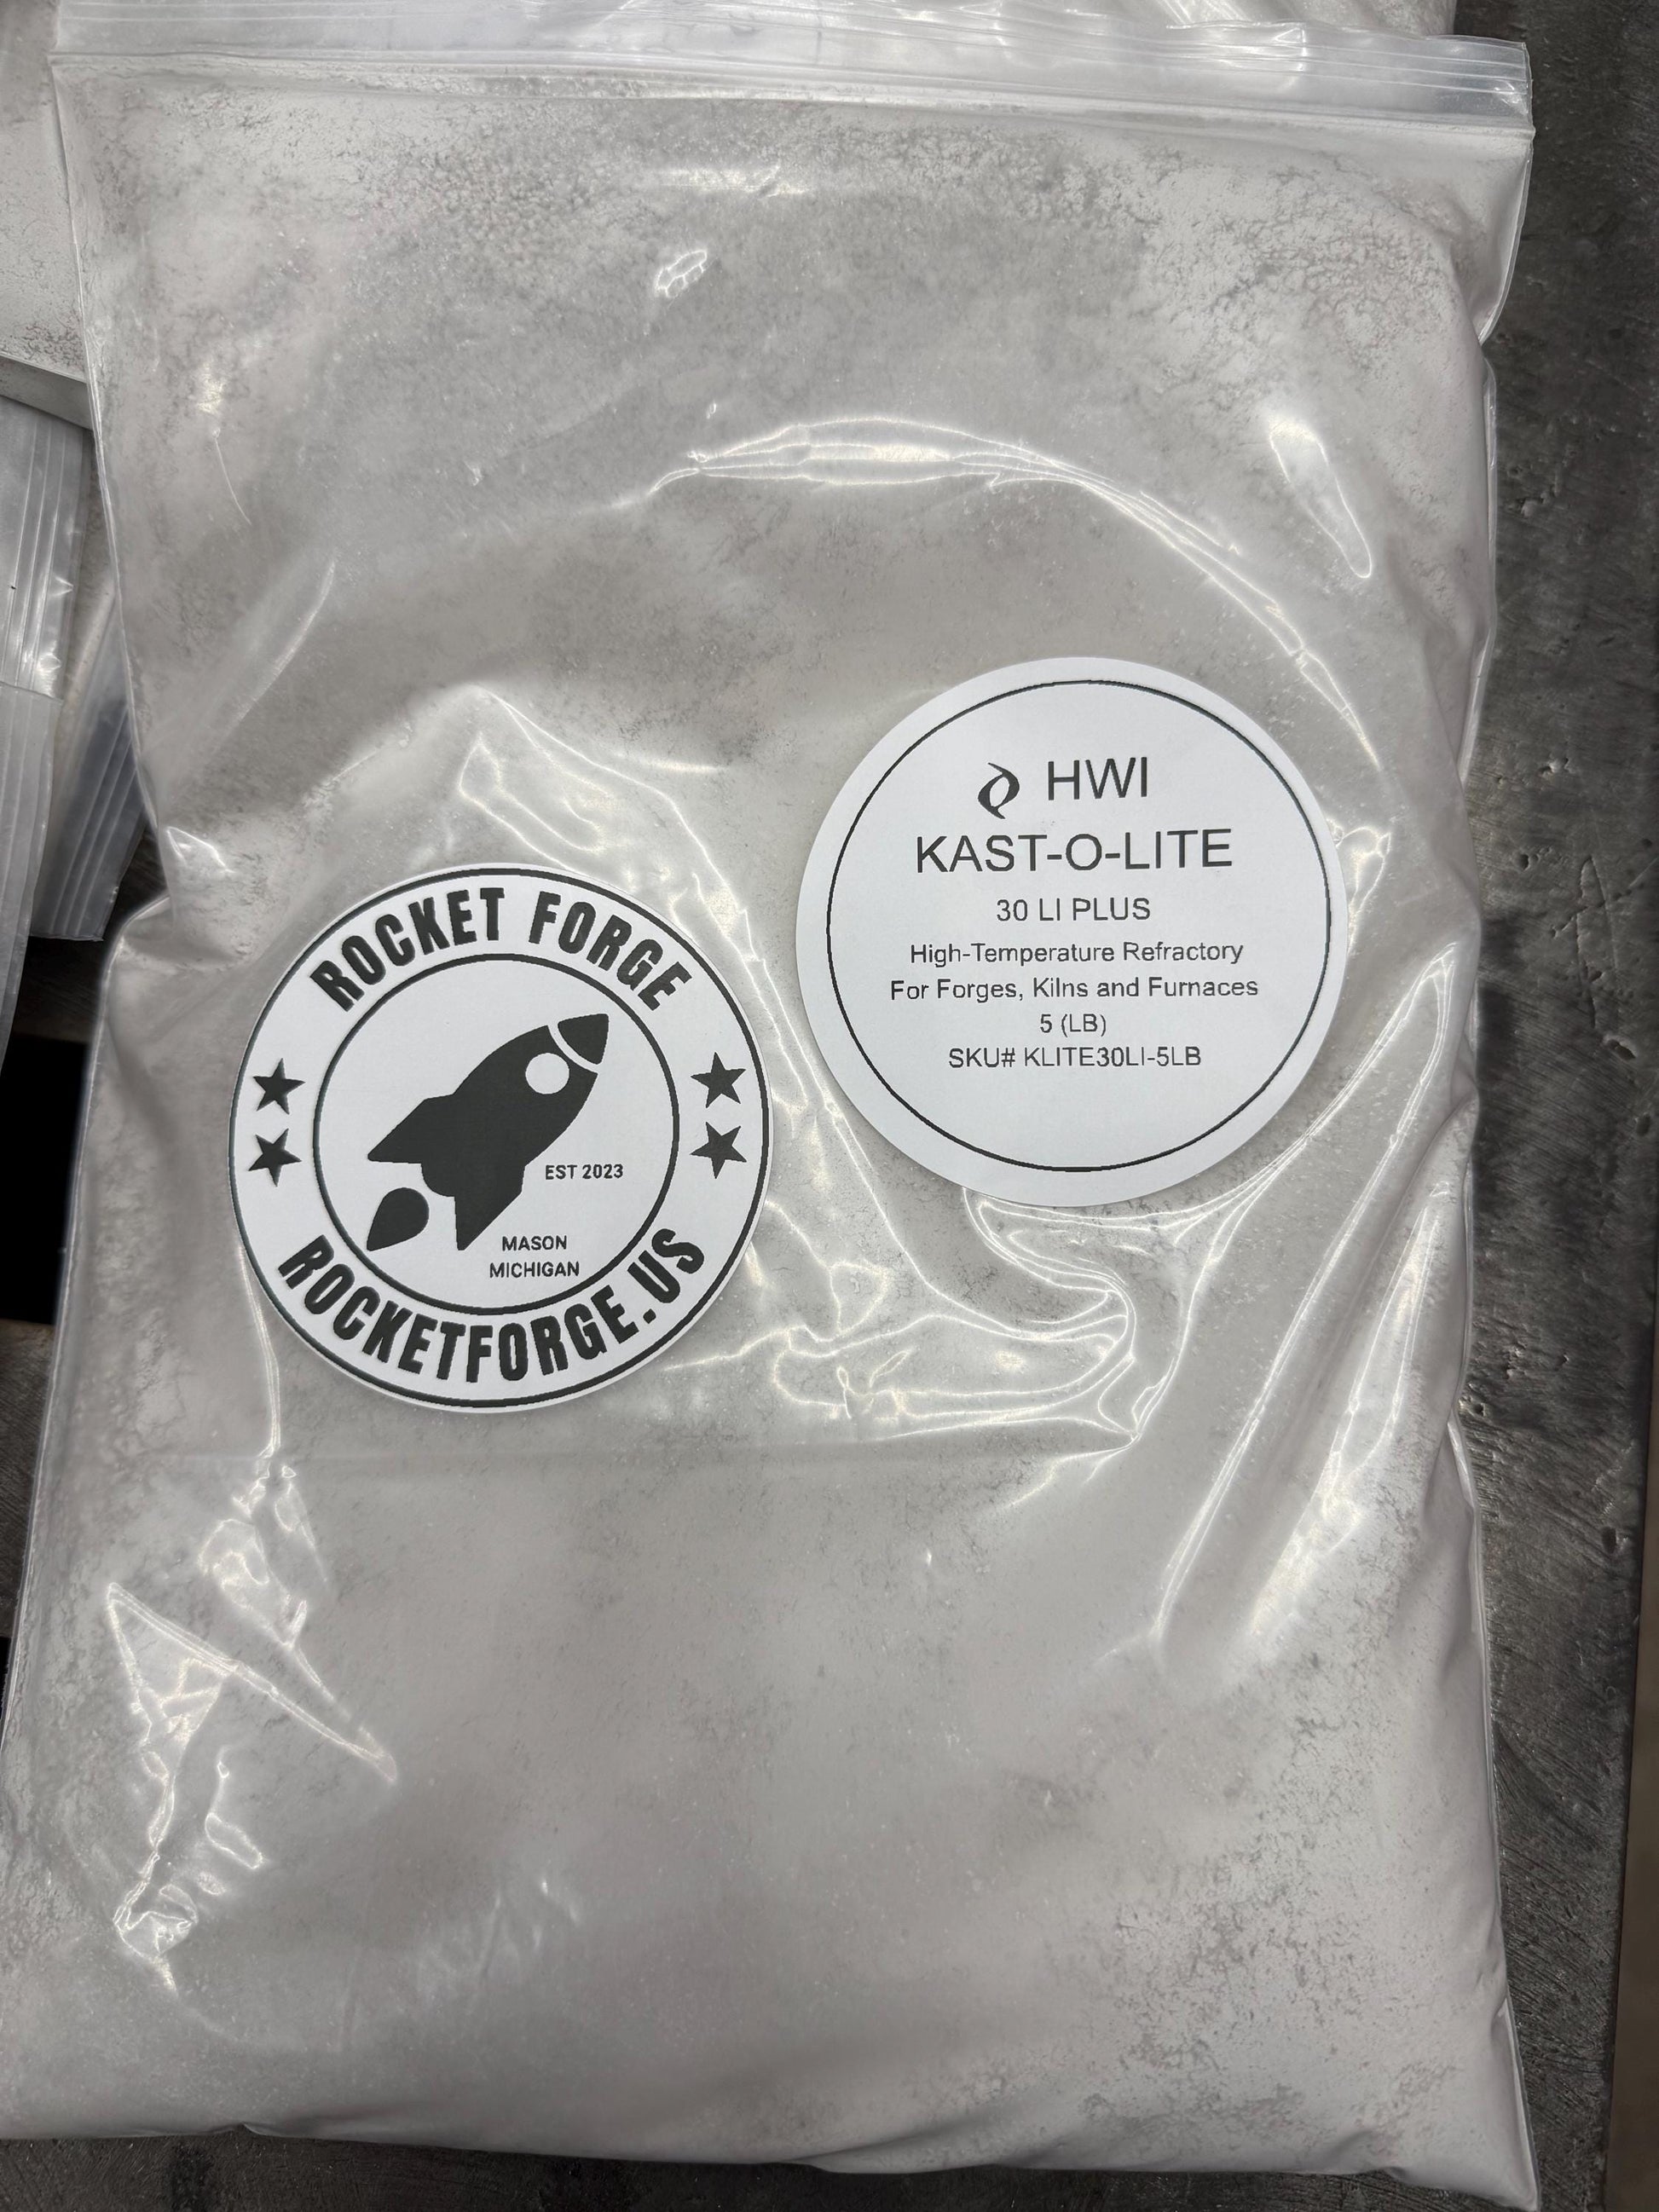 HWI
KAST-O-LITE
30 LI PLUS
High-Temperature Refractory
For Forges, Kilns and Furnaces
5 (LB)
SKU# KLITE30LI-5LB
ROCKET FORGE
EST 2023
MASON
MICHIGAN
ROCKETFORGE.US